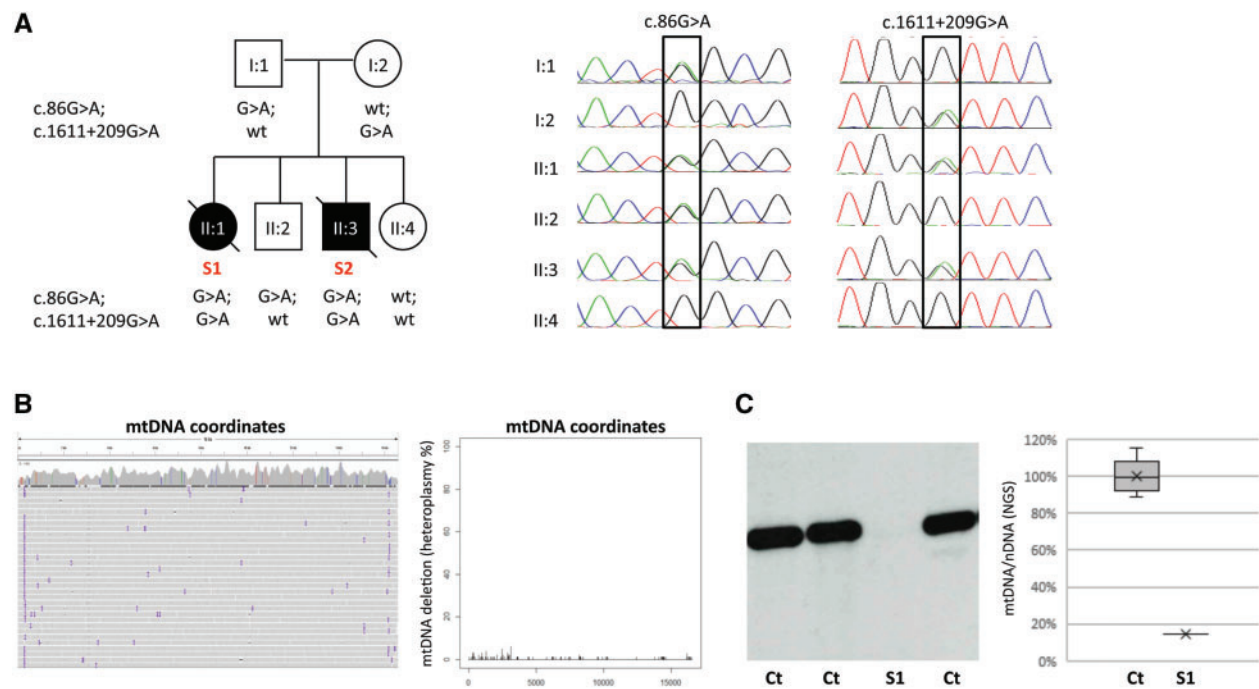 A
I:1
I:2
c.86G>A;
c.1611+209G>A
G>A;
wt
wt;
G>A
II:1
II:2
II:3
II:4
S1
S2
c.86G>A;
c.1611+209G>A
G>A;
G>A
G>A;
wt
G>A;
G>A
wt;
wt
c.86G>A
c.1611+209G>A
I:1
I:2
II:1
II:2
II:3
II:4
B
mtDNA coordinates
mtDNA coordinates
mtDNA deletion (heteroplasmy %)
100
80
60
40
20
0
0
5000
10000
15000
C
Ct
Ct
S1
Ct
mtDNA/nDNA (NGS)
120%
100%
80%
60%
40%
20%
0%
Ct
S1